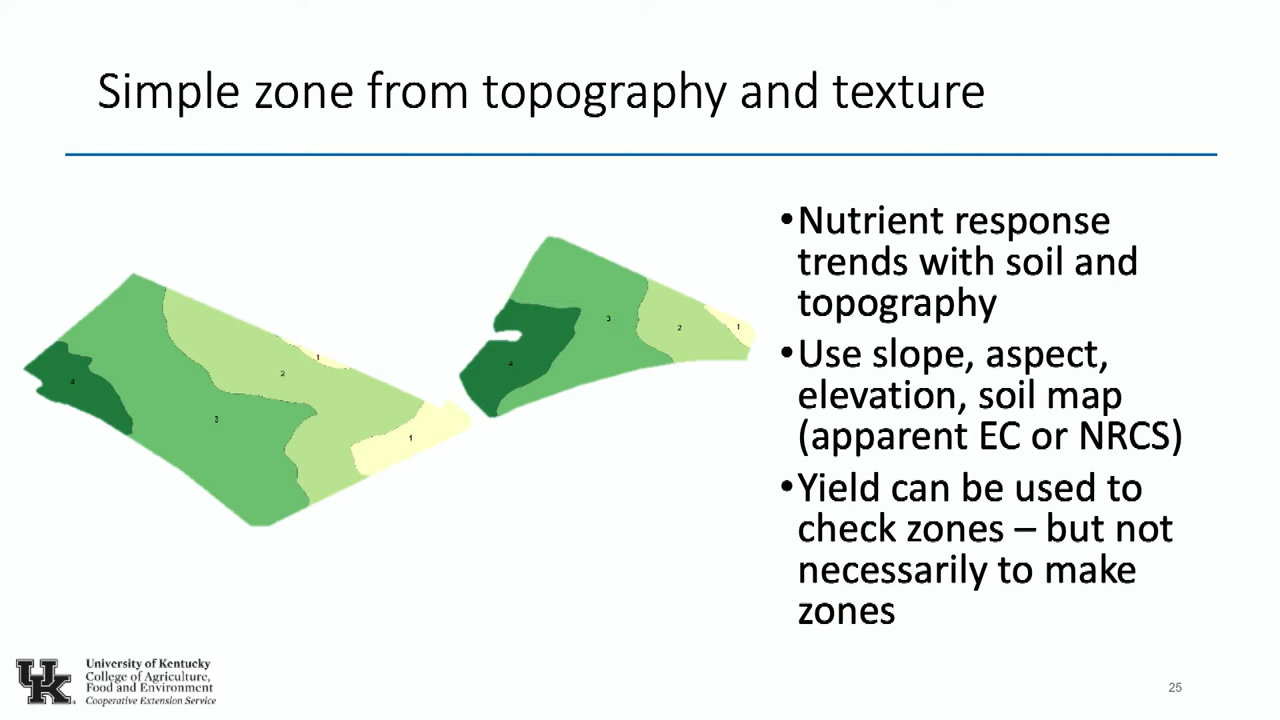 Simple zone from topography and texture
•Nutrient response
trends with soil and
topography
•Use slope, aspect,
elevation, soil map
(apparent EC or NRCS)
•Yield can be used to
check zones – but not
necessarily to make
zones
1
2
3
4
1
3
2
1
4
University of Kentucky
College of Agriculture,
Food and Environment
Cooperative Extension Service
UK
25